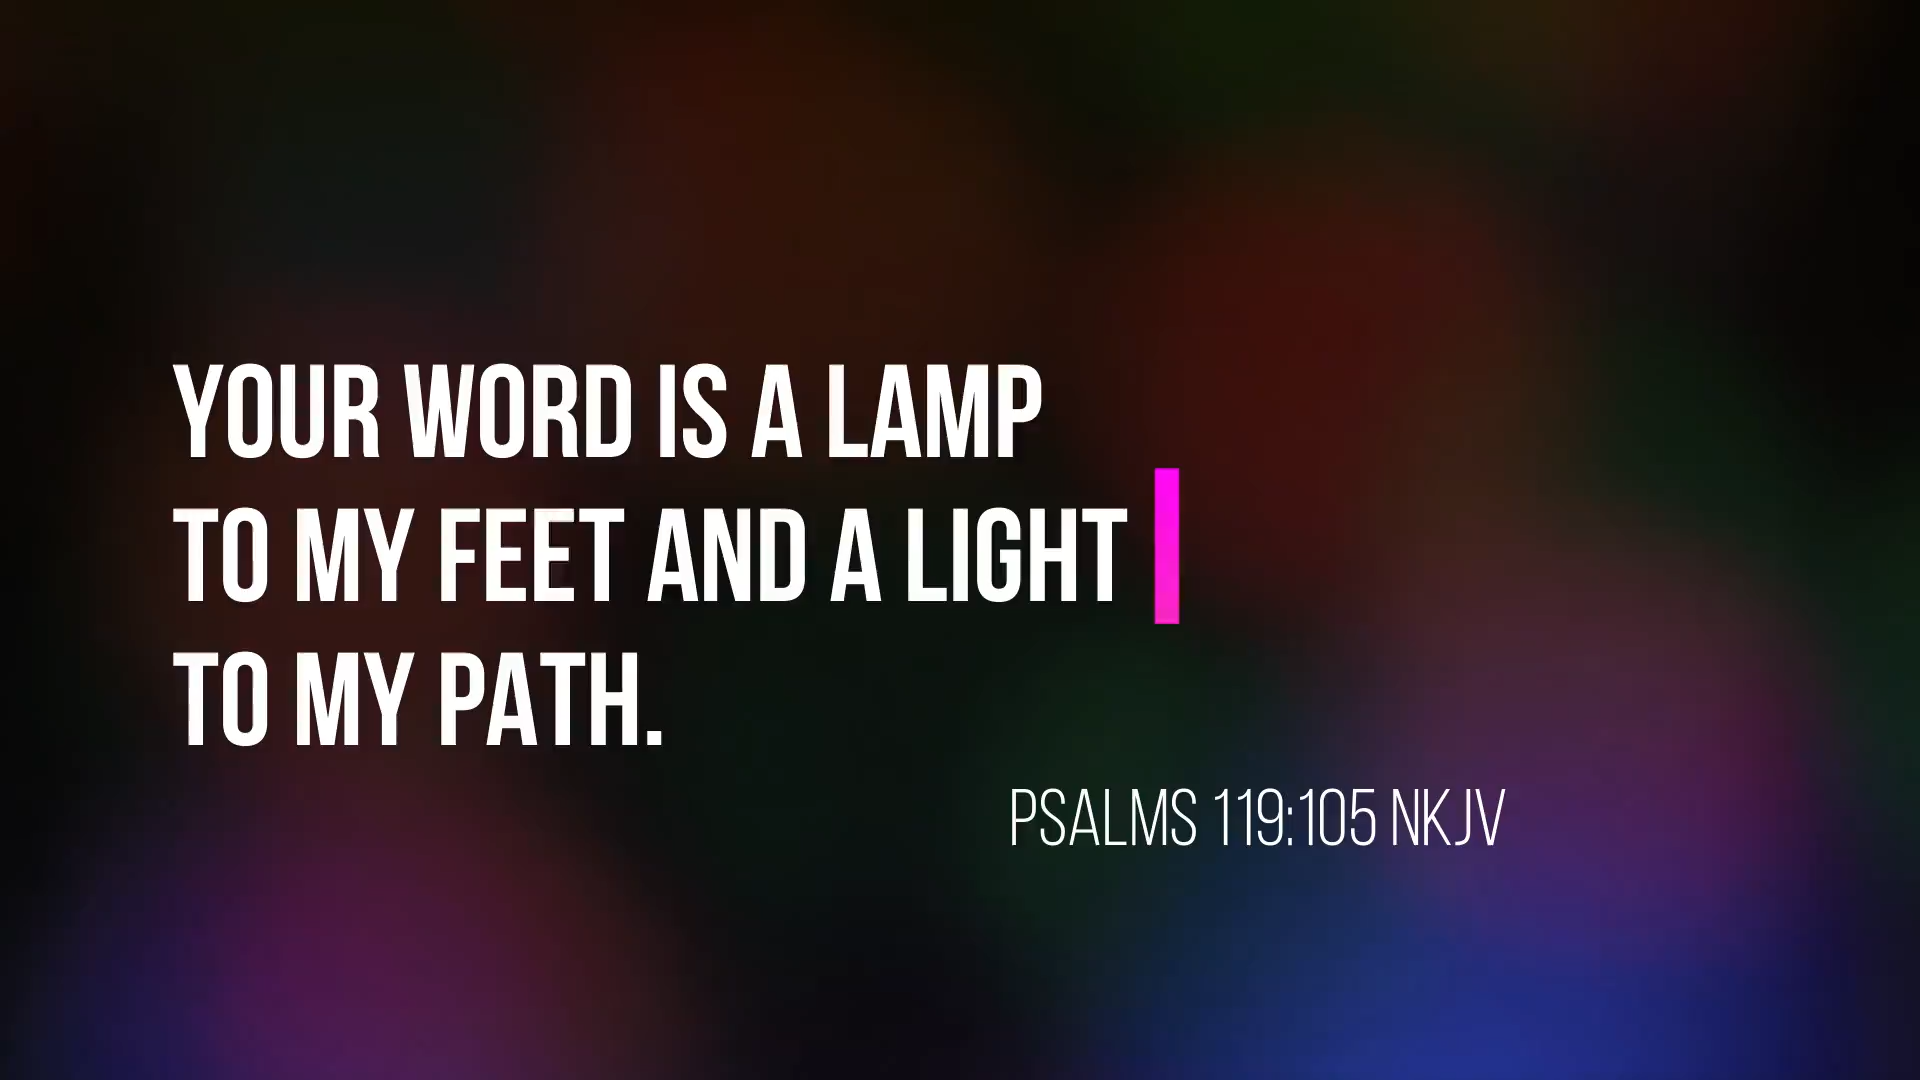 YOUR WORD IS A LAMP
TO MY FEET AND A LIGHT
TO MY PATH.
PSALMS 119:105 NKJV